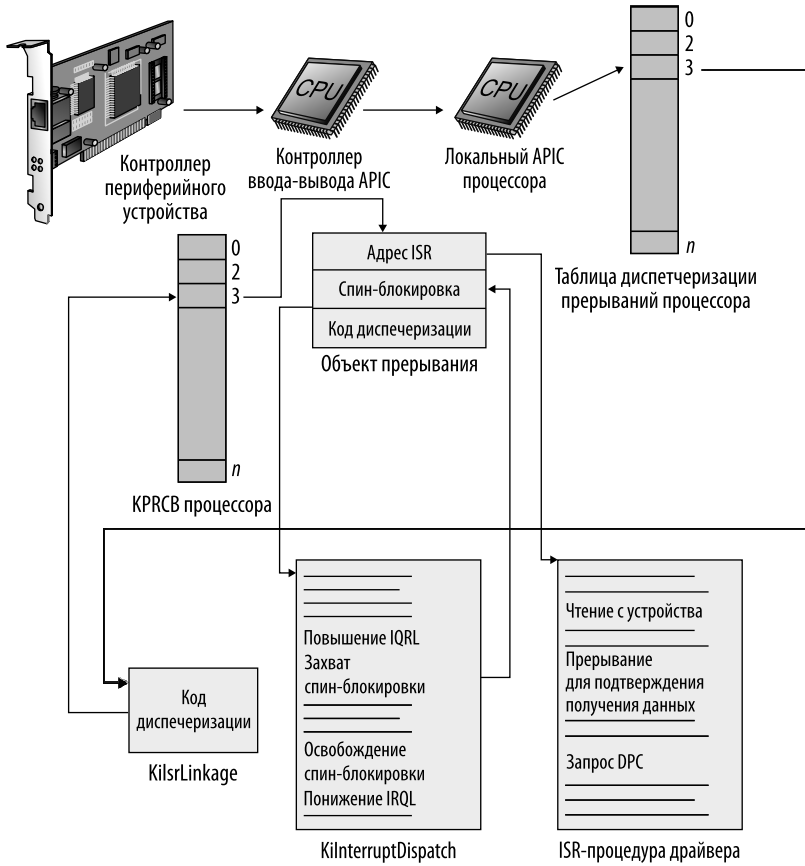 CPU
CPU
0
2
3
n
Контроллер
периферийного
устройства
Контроллер
ввода-вывода APIC
Локальный APIC
процессора
Таблица диспетчеризации
прерываний процессора
0
2
3
n
KPRCB процессора
Адрес ISR
Спин-блокировка
Код диспечеризации
Объект прерывания
Код
диспечеризации
KiIsrLinkage
Повышение IQRL
Захват
спин-блокировки
Освобождение
спин-блокировки
Понижение IRQL
KiInterruptDispatch
Чтение с устройства
Прерывание
для подтверждения
получения данных
Запрос DPC
ISR-процедура драйвера